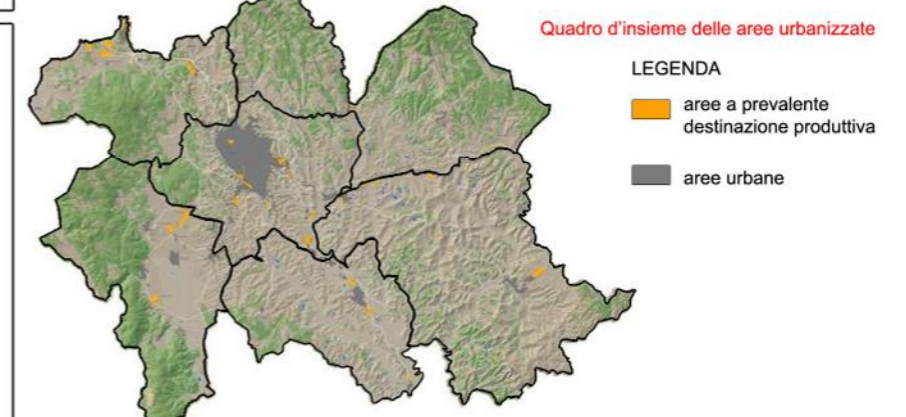 Quadro d'insieme delle aree urbanizzate
LEGENDA
aree a prevalente
destinazione produttiva
aree urbane